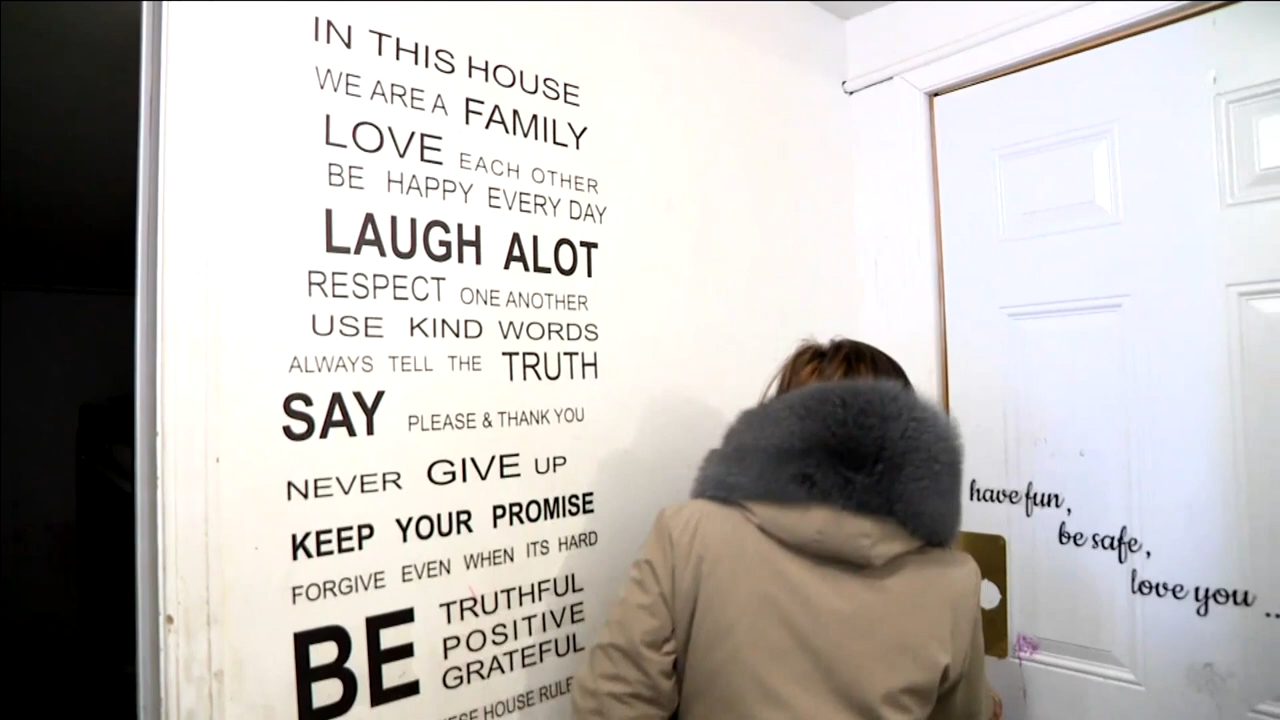 IN THIS HOUSE
WE ARE A FAMILY
LOVE EACH OTHER
BE HAPPY EVERY DAY
LAUGH ALOT
RESPECT ONE ANOTHER
USE KIND WORDS
ALWAYS TELL THE TRUTH
SAY PLEASE & THANK YOU
NEVER GIVE UP
KEEP YOUR PROMISE
FORGIVE EVEN WHEN ITS HARD
BE TRUTHFUL
POSITIVE
GRATEFUL
HOUSE
have fun,
be safe,
love you...